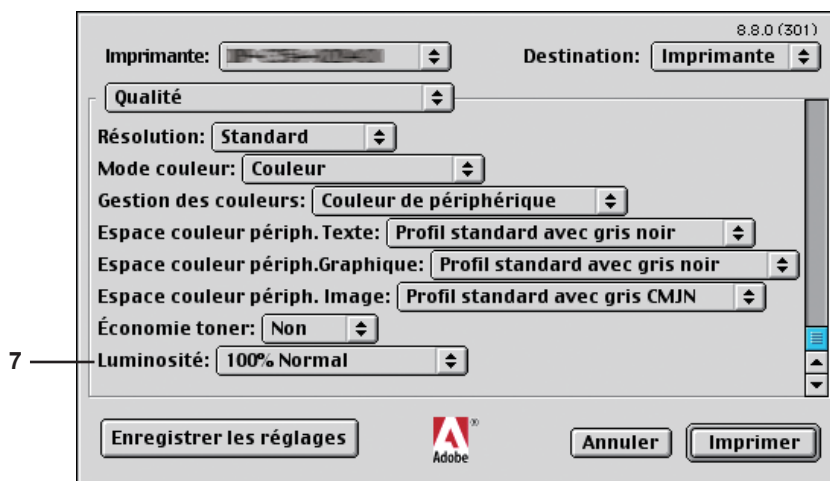 8.8.0 (301)
Imprimante:
Destination: Imprimante
Qualité
Résolution: Standard
Mode couleur: Couleur
Gestion des couleurs: Couleur de périphérique
Espace couleur périph. Texte: Profil standard avec gris noir
Espace couleur périph.Graphique: Profil standard avec gris noir
Espace couleur périph. Image: Profil standard avec gris CMJN
Économie toner: Non
7 Luminosité: 100% Normal
Enregistrer les réglages
Adobe®
Annuler
Imprimer